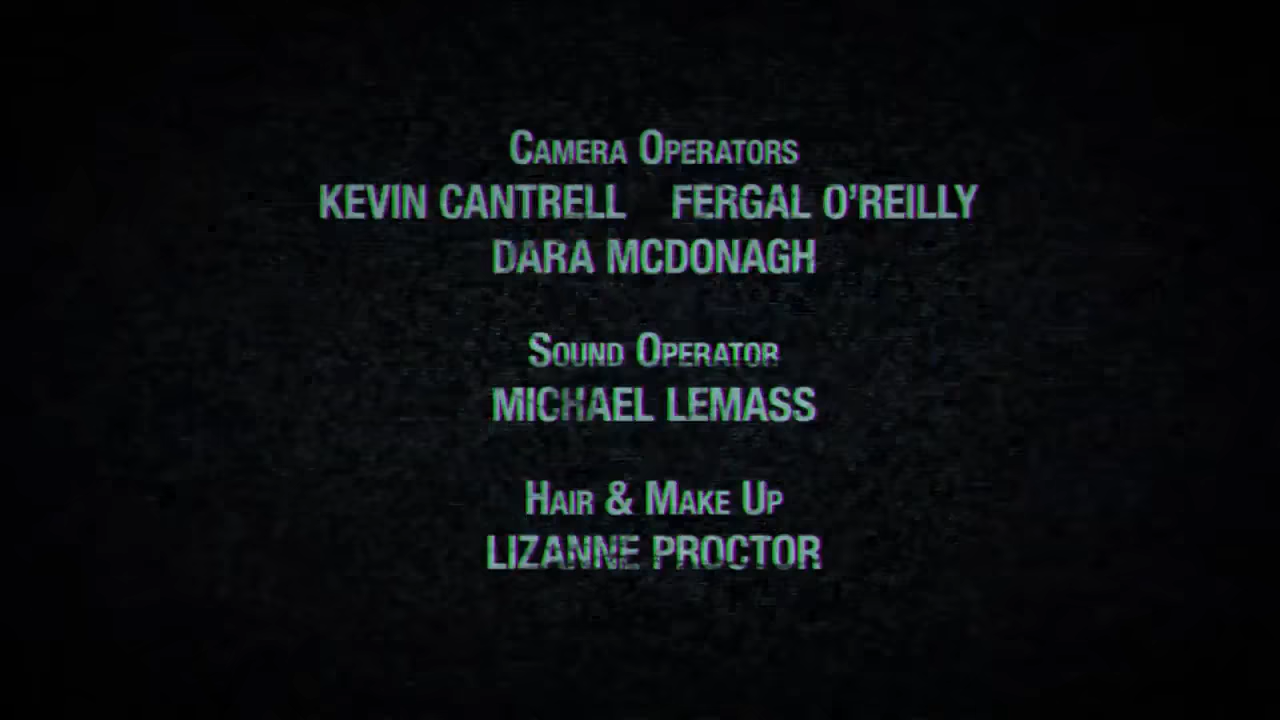 Camera Operators
KEVIN CANTRELL FERGAL O'REILLY
DARA MCDONAGH
Sound Operator
MICHAEL LEMASS
Hair & Make Up
LIZANNE PROCTOR